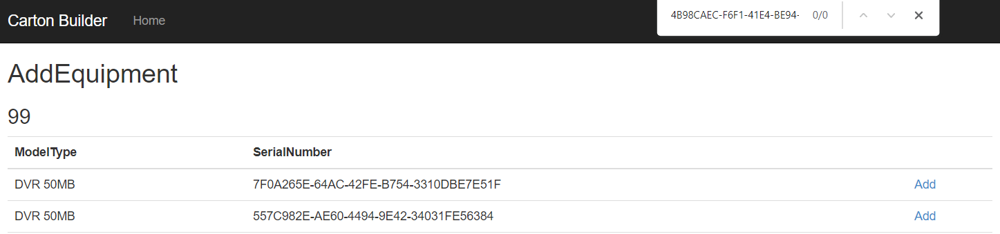 Carton Builder Home 4B98CAEC-F6F1-41E4-BE94- 0/0
AddEquipment
99
ModelType SerialNumber
DVR 50MB 7F0A265E-64AC-42FE-B754-3310DBE7E51F Add
DVR 50MB 557C982E-AE60-4494-9E42-34031FE56384 Add